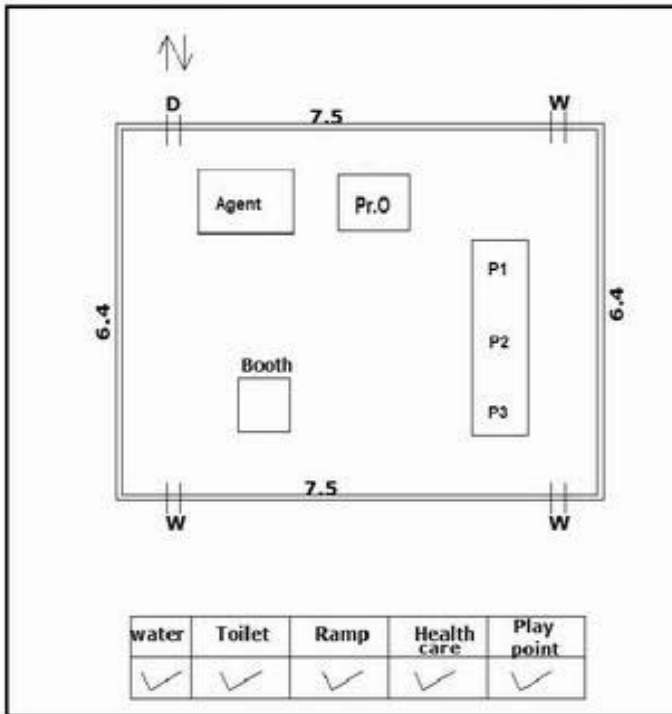 D
7.5
W
Agent
Pr.O
P1
6.4
6.4
P2
Booth
P3
7.5
W
W
water Toilet Ramp Health care Play point